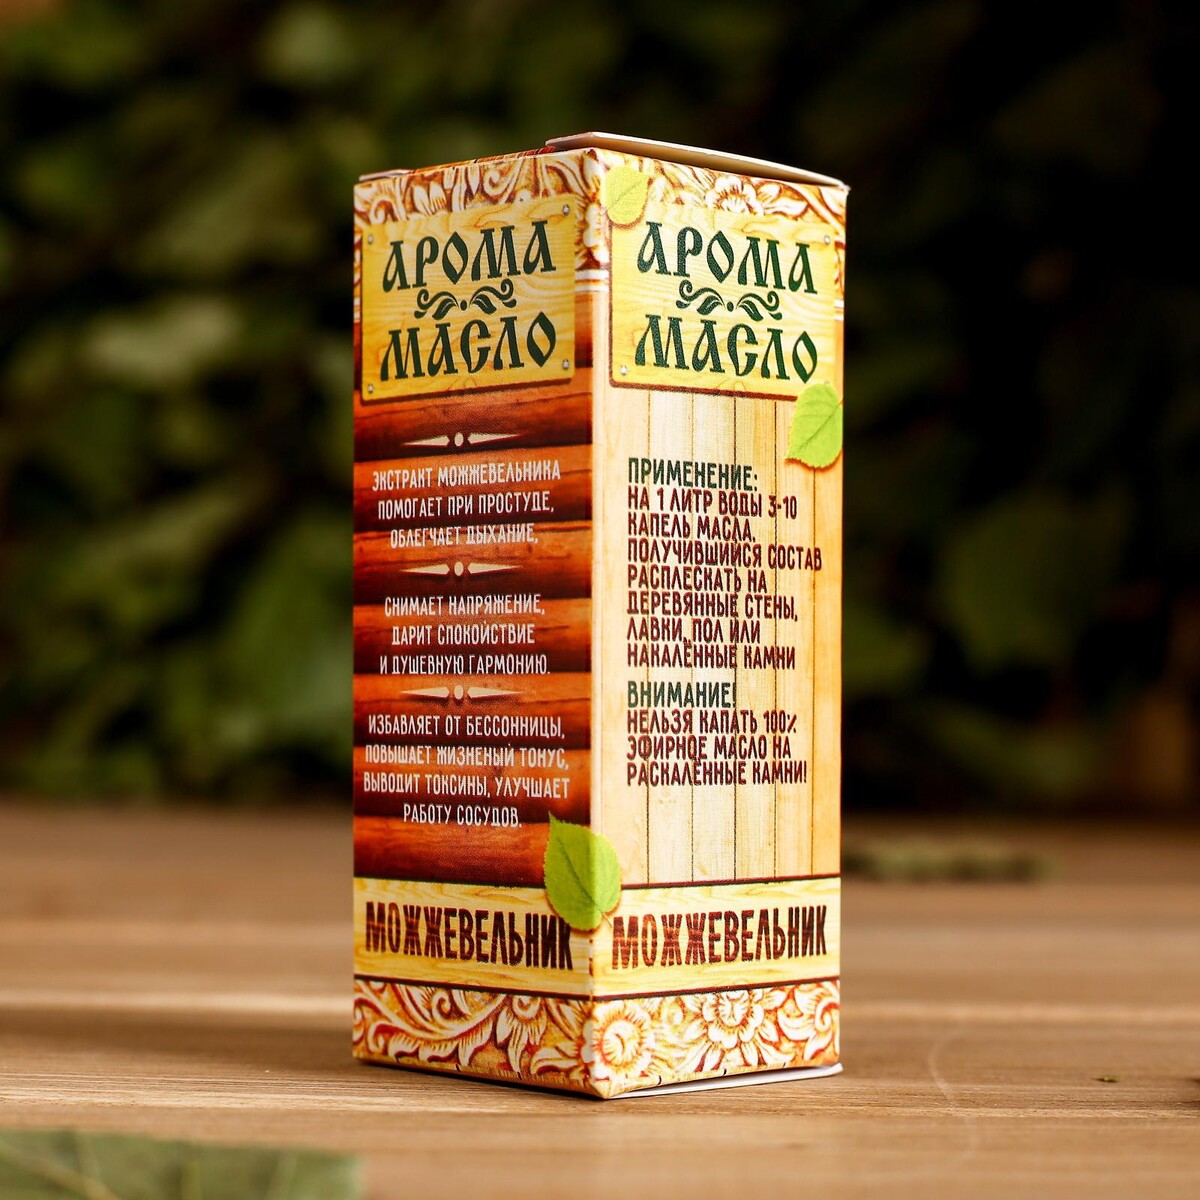 АРОМА
МАСЛО
ЭКСТРАКТ МОЖЖЕВЕЛЬНИКА
ПОМОГАЕТ ПРИ ПРОСТУДЕ,
ОБЛЕГЧАЕТ ДЫХАНИЕ,
СНИМАЕТ НАПРЯЖЕНИЕ,
ДАРИТ СПОКОЙСТВИЕ
И ДУШЕВНУЮ ГАРМОНИЮ.
ИЗБАВЛЯЕТ ОТ БЕССОННИЦЫ,
ПОВЫШАЕТ ЖИЗНЕНЫЙ ТОНУС,
ВЫВОДИТ ТОКСИНЫ, УЛУЧШАЕТ
РАБОТУ СОСУДОВ.
МОЖЖЕВЕЛЬНИК
АРОМА
МАСЛО
ПРИМЕНЕНИЕ:
НА 1 ЛИТР ВОДЫ 3-10
КАПЕЛЬ МАСЛА.
ПОЛУЧИВШИЙСЯ СОСТАВ
РАСПЛЕСКАТЬ НА
ДЕРЕВЯННЫЕ СТЕНЫ,
ЛАВКИ, ПОЛ ИЛИ
НАКАЛЁННЫЕ КАМНИ
ВНИМАНИЕ!
НЕЛЬЗЯ КАПАТЬ 100%
ЭФИРНОЕ МАСЛО НА
РАСКАЛЁННЫЕ КАМНИ!
МОЖЖЕВЕЛЬНИК